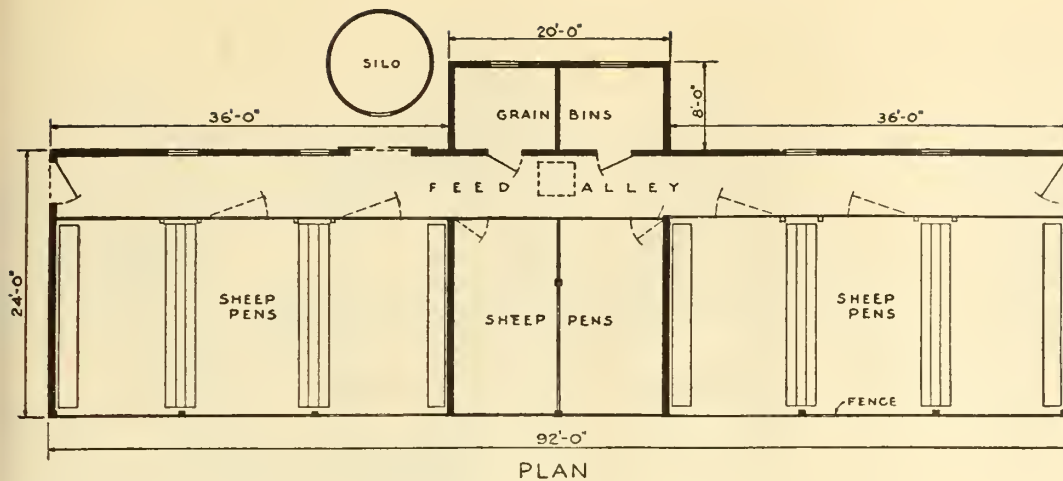 20'-0"
SILO
GRAIN BINS
8'-0"
36'-0"
36'-0"
FEED ALLEY
24'-0"
SHEEP
PENS
SHEEP PENS
SHEEP
PENS
FENCE
92'-0"
PLAN